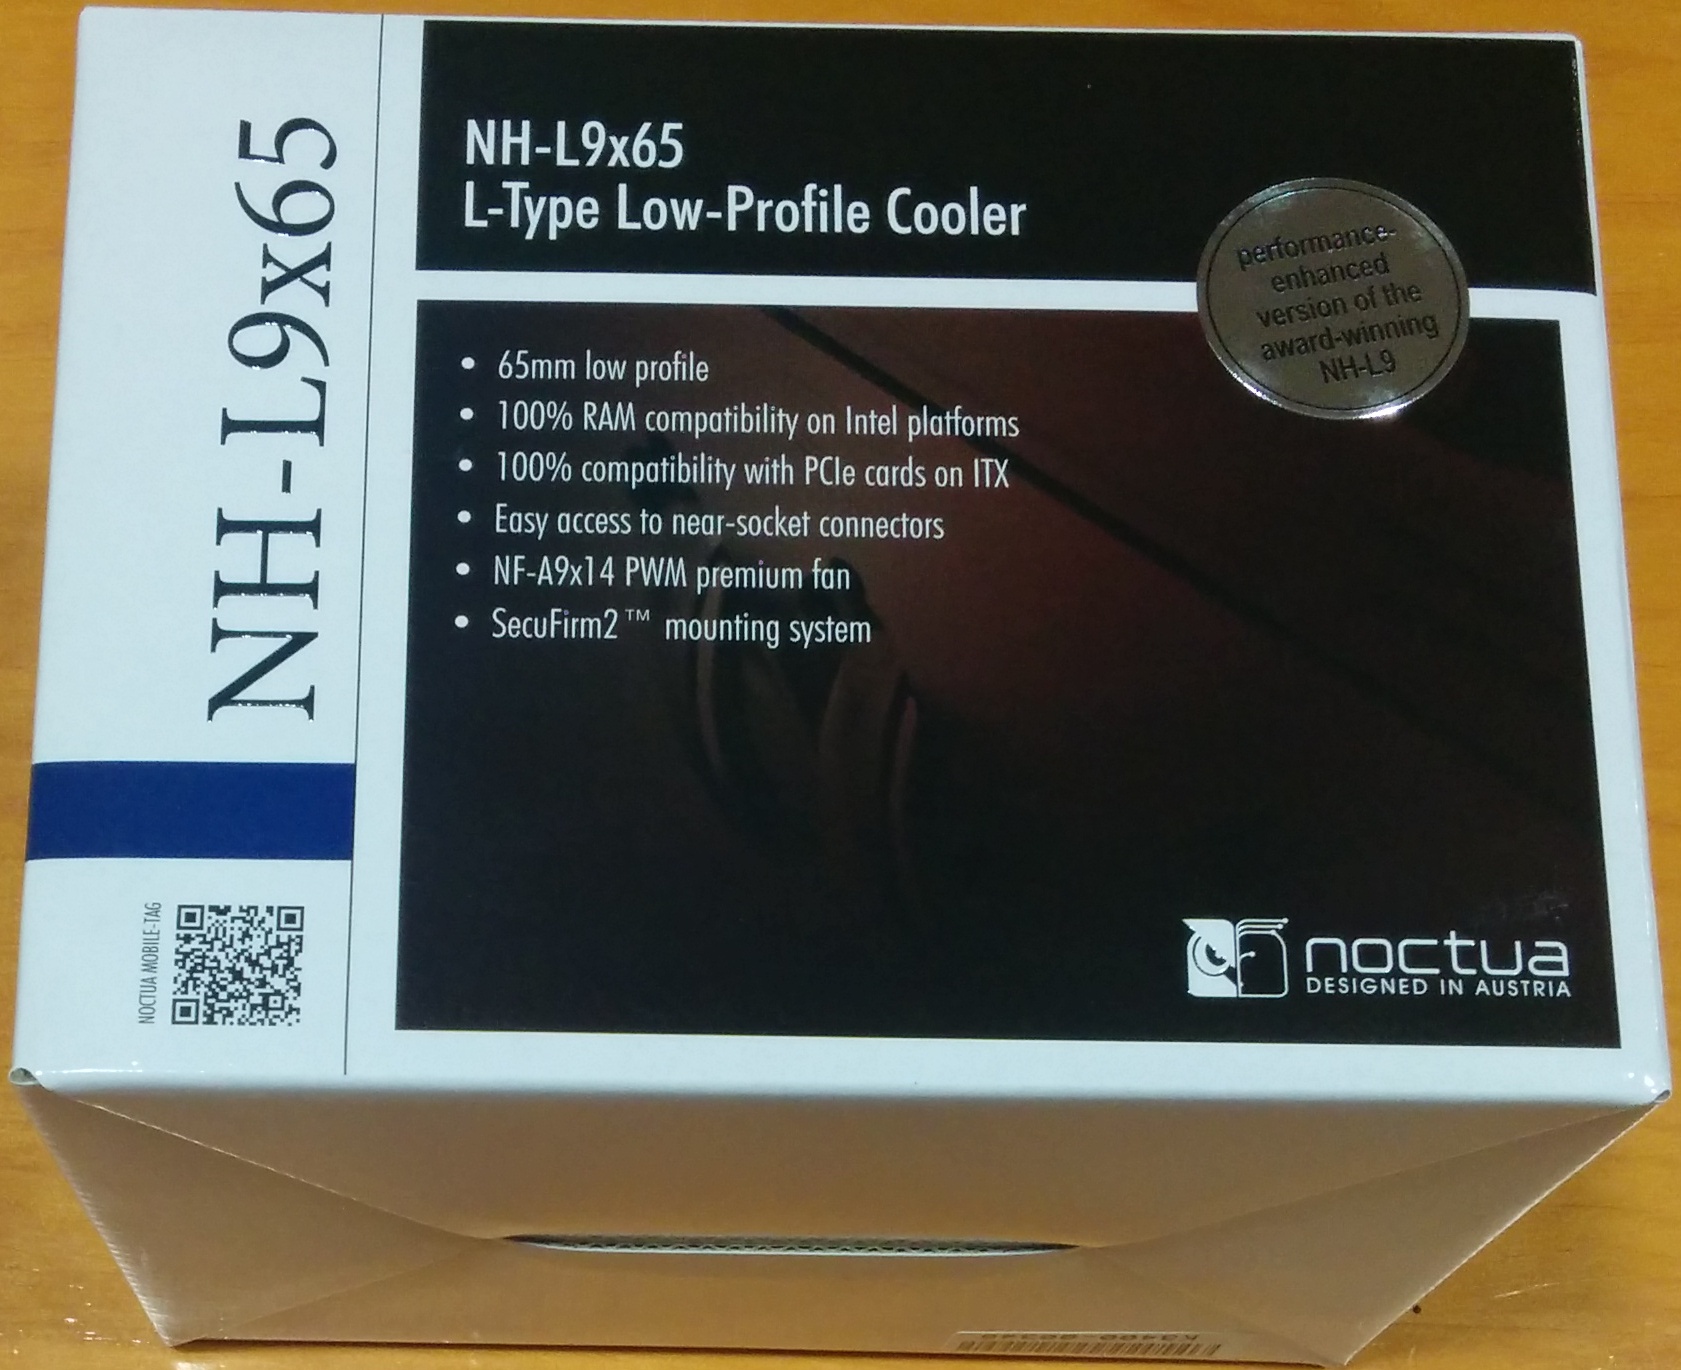 NH-L9x65
NH-L9x65
L-Type Low-Profile Cooler
performance-
enhanced
version of the
award-winning
NH-L9
• 65mm low profile
• 100% RAM compatibility on Intel platforms
• 100% compatibility with PCIe cards on ITX
• Easy access to near-socket connectors
• NF-A9x14 PWM premium fan
• SecuFirm2™ mounting system
NOCTUA MOBILE-TAG
noctua
DESIGNED IN AUSTRIA